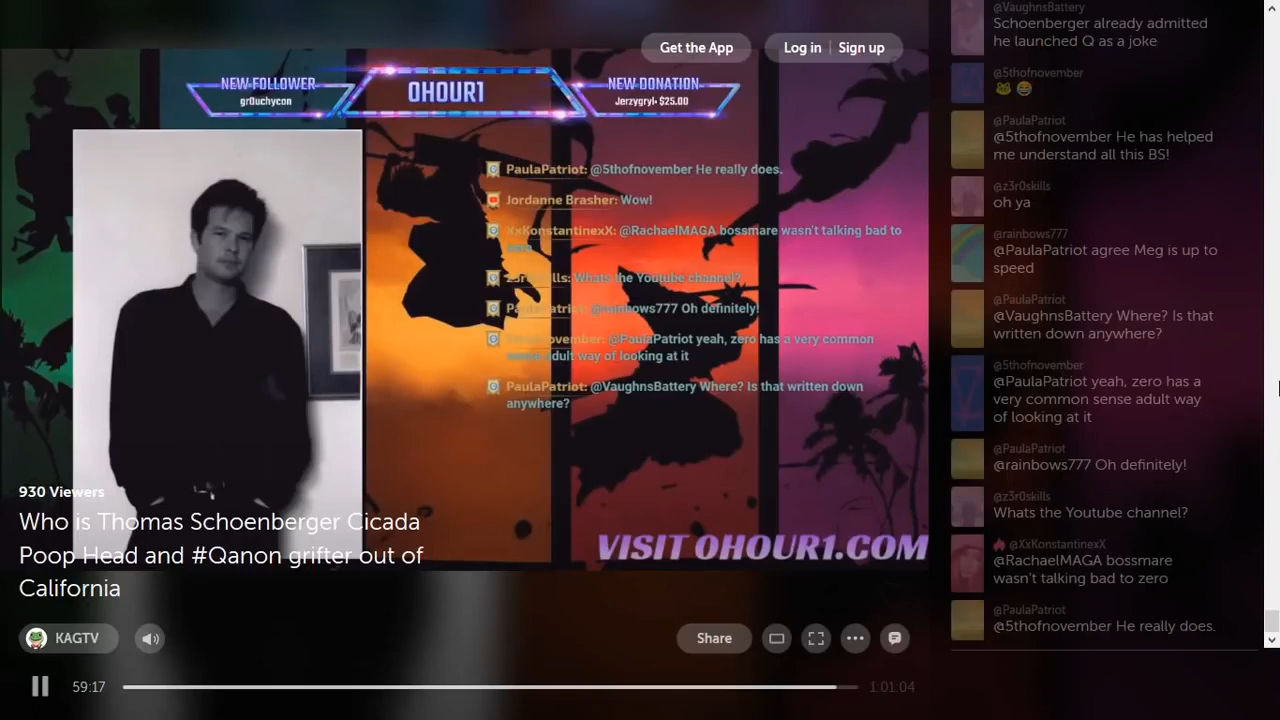 Get the App
Log in
Sign up
NEW FOLLOWER
gr0uchycon
0HOUR1
NEW DONATION
Jerzygryl• $25.00
PaulaPatriot: @5thofnovember He really does.
Jordanne Brasher: Wow!
XxKonstantinexX: @RachaelMAGA bossmare wasn't talking bad to
Whats the Youtube channel?
@rainbows777 Oh definitely!
@PaulaPatriot yeah, zero has a very common
sense adult way of looking at it
PaulaPatriot: @VaughnsBattery Where? Is that written down
anywhere?
930 Viewers
Who is Thomas Schoenberger Cicada
Poop Head and #Qanon grifter out of
California
VISIT 0HOUR1.COM
KAGTV
Share
59:17
1:01:04
@VaughnsBattery
Schoenberger already admitted
he launched Q as a joke
@5thofnovember
@PaulaPatriot
@5thofnovember He has helped
me understand all this BS!
@z3r0skills
oh ya
@rainbows777
@PaulaPatriot agree Meg is up to
speed
@PaulaPatriot
@VaughnsBattery Where? Is that
written down anywhere?
@5thofnovember
@PaulaPatriot yeah, zero has a
very common sense adult way
of looking at it
@PaulaPatriot
@rainbows777 Oh definitely!
@z3r0skills
Whats the Youtube channel?
@XxKonstantinexX
@RachaelMAGA bossmare
wasn't talking bad to zero
@PaulaPatriot
@5thofnovember He really does.